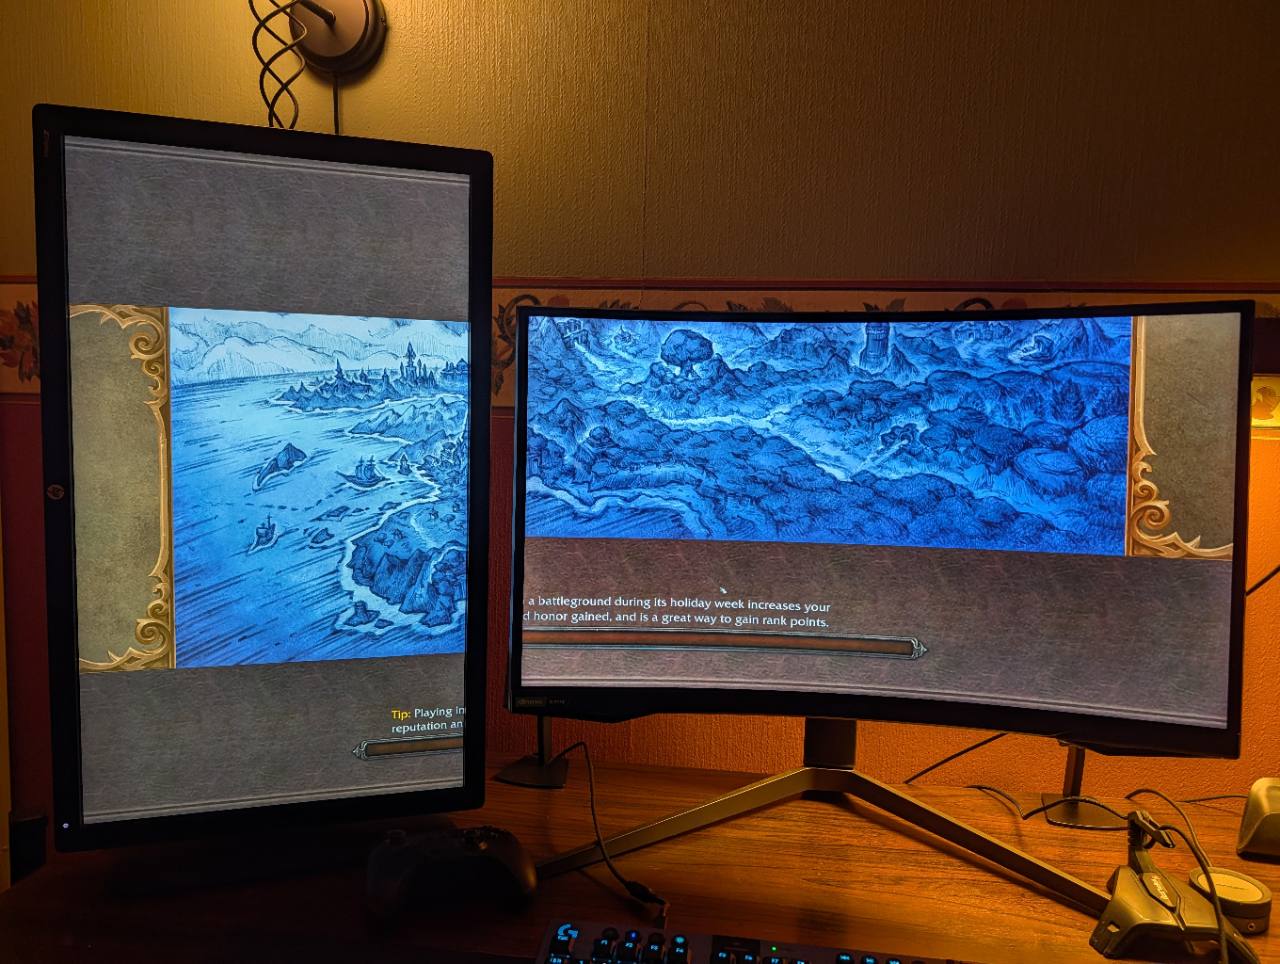 Tip: Playing in
reputation an
a battleground during its holiday week increases your
d honor gained, and is a great way to gain rank points.
hp
G